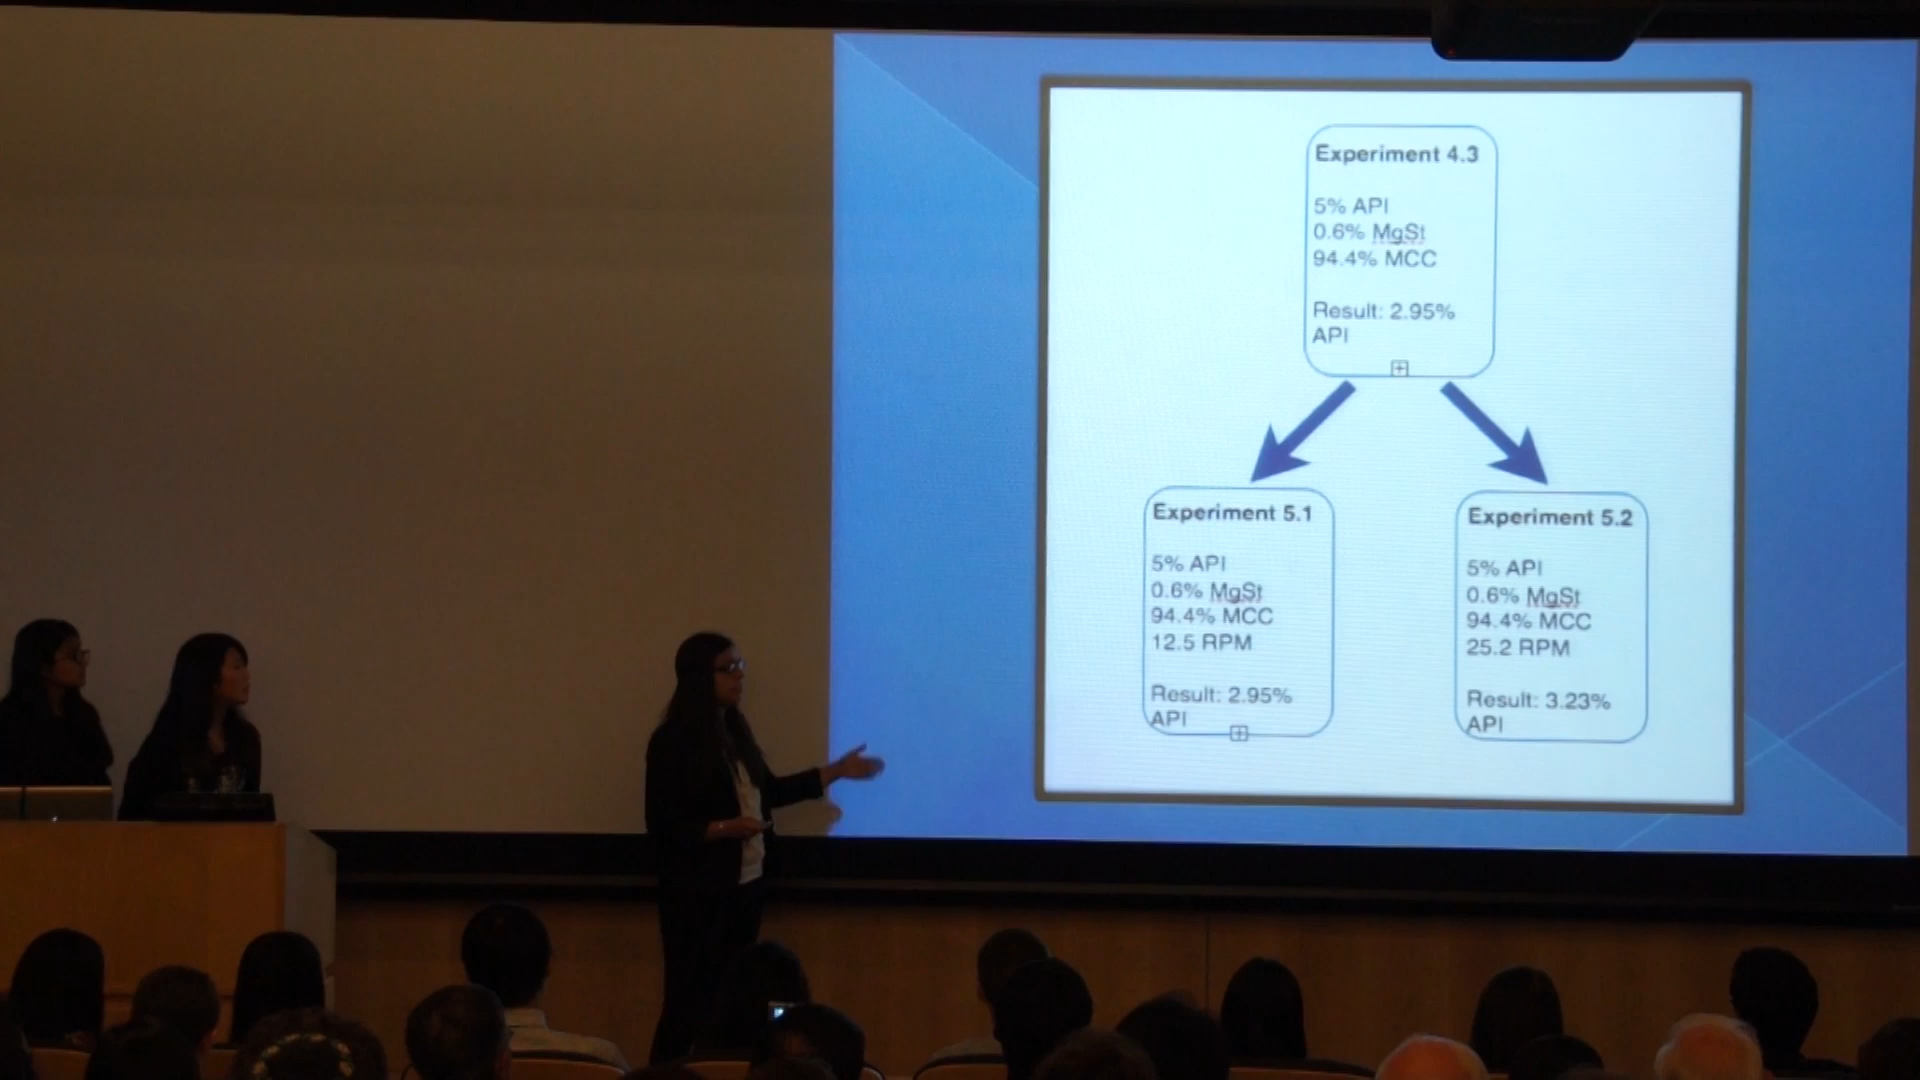 Experiment 4.3
5% API
0.6% MgSt
94.4% MCC
Result: 2.95%
API
Experiment 5.1
5% API
0.6% MgSt
94.4% MCC
12.5 RPM
Result: 2.95%
API
Experiment 5.2
5% API
0.6% MgSt
94.4% MCC
25.2 RPM
Result: 3.23%
API